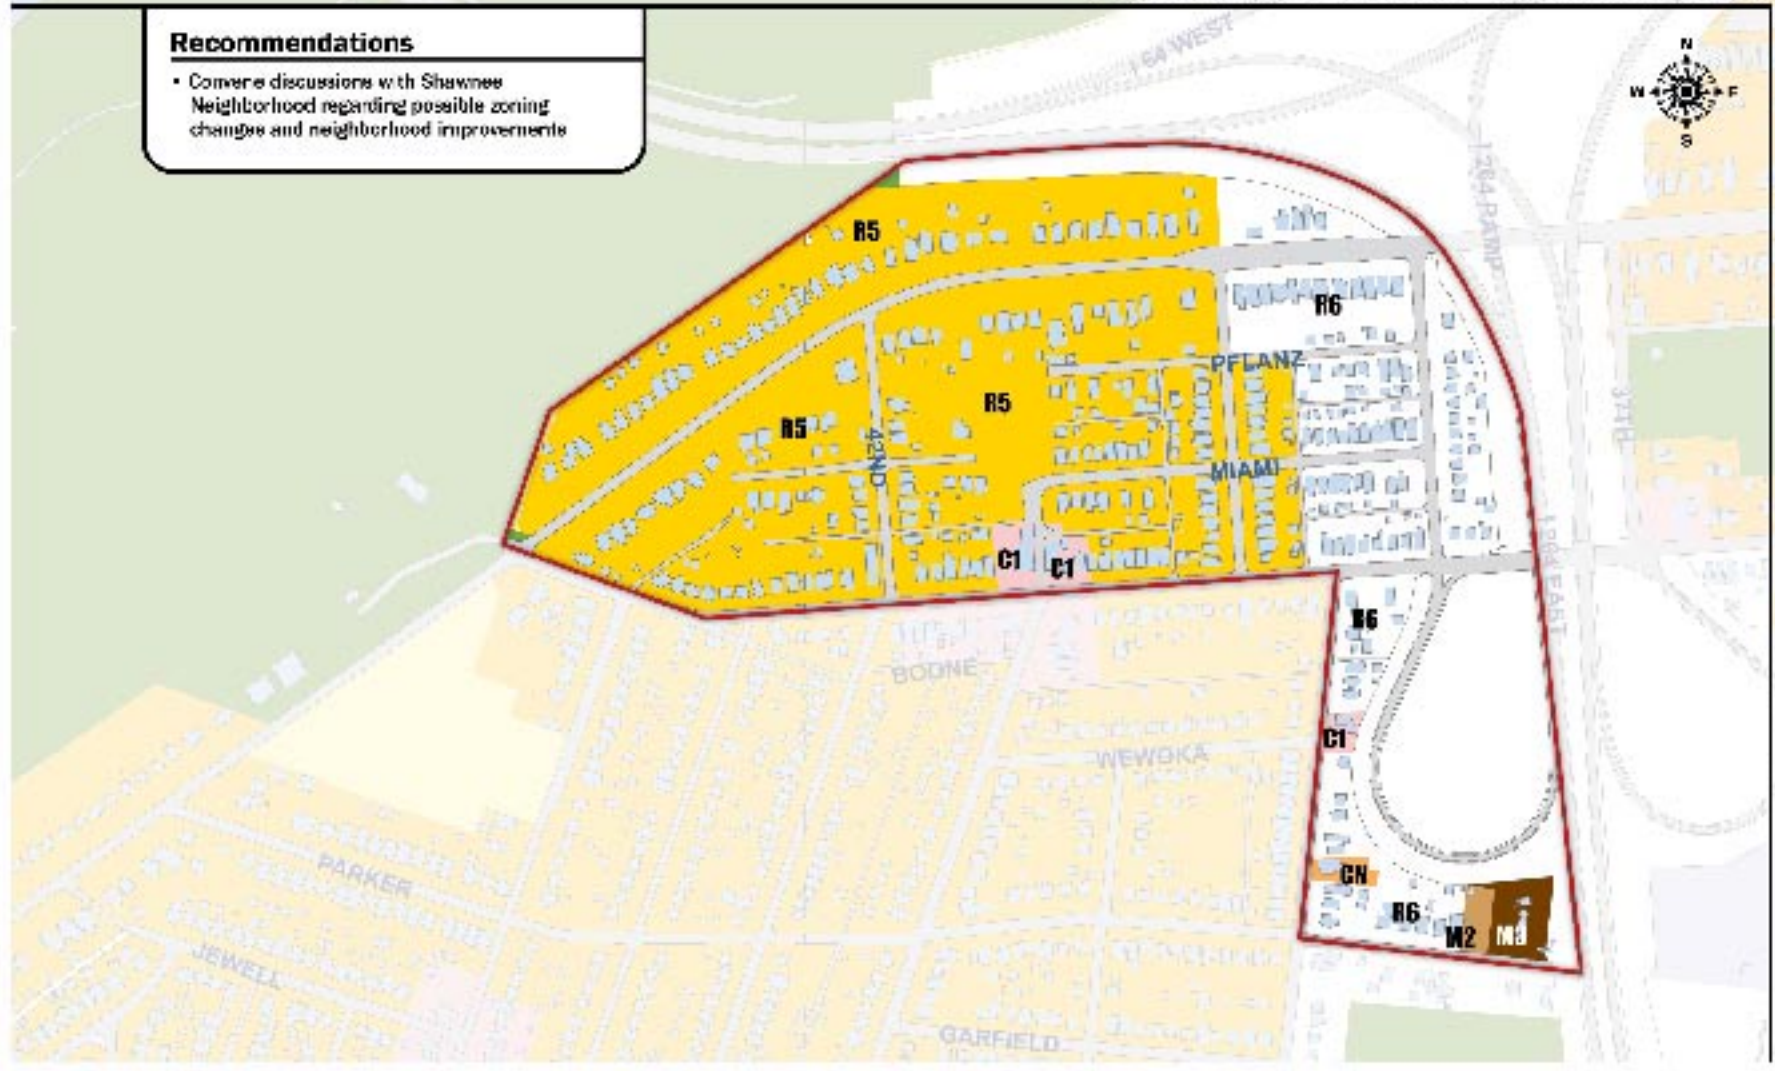 Recommendations
• Convene discussions with Shawnee
Neighborhood regarding possible zoning
changes and neighborhood improvements
I 64 WEST
N
W E
S
I 264 RAMP
R5
R6
PFLANZ
R5
R5
42ND
MIAMI
37TH
C1 C1
I 264 EAST
R6
BOONE
C1
WEWOKA
PARKER
CN
R6
M2 M3
JEWELL
GARFIELD